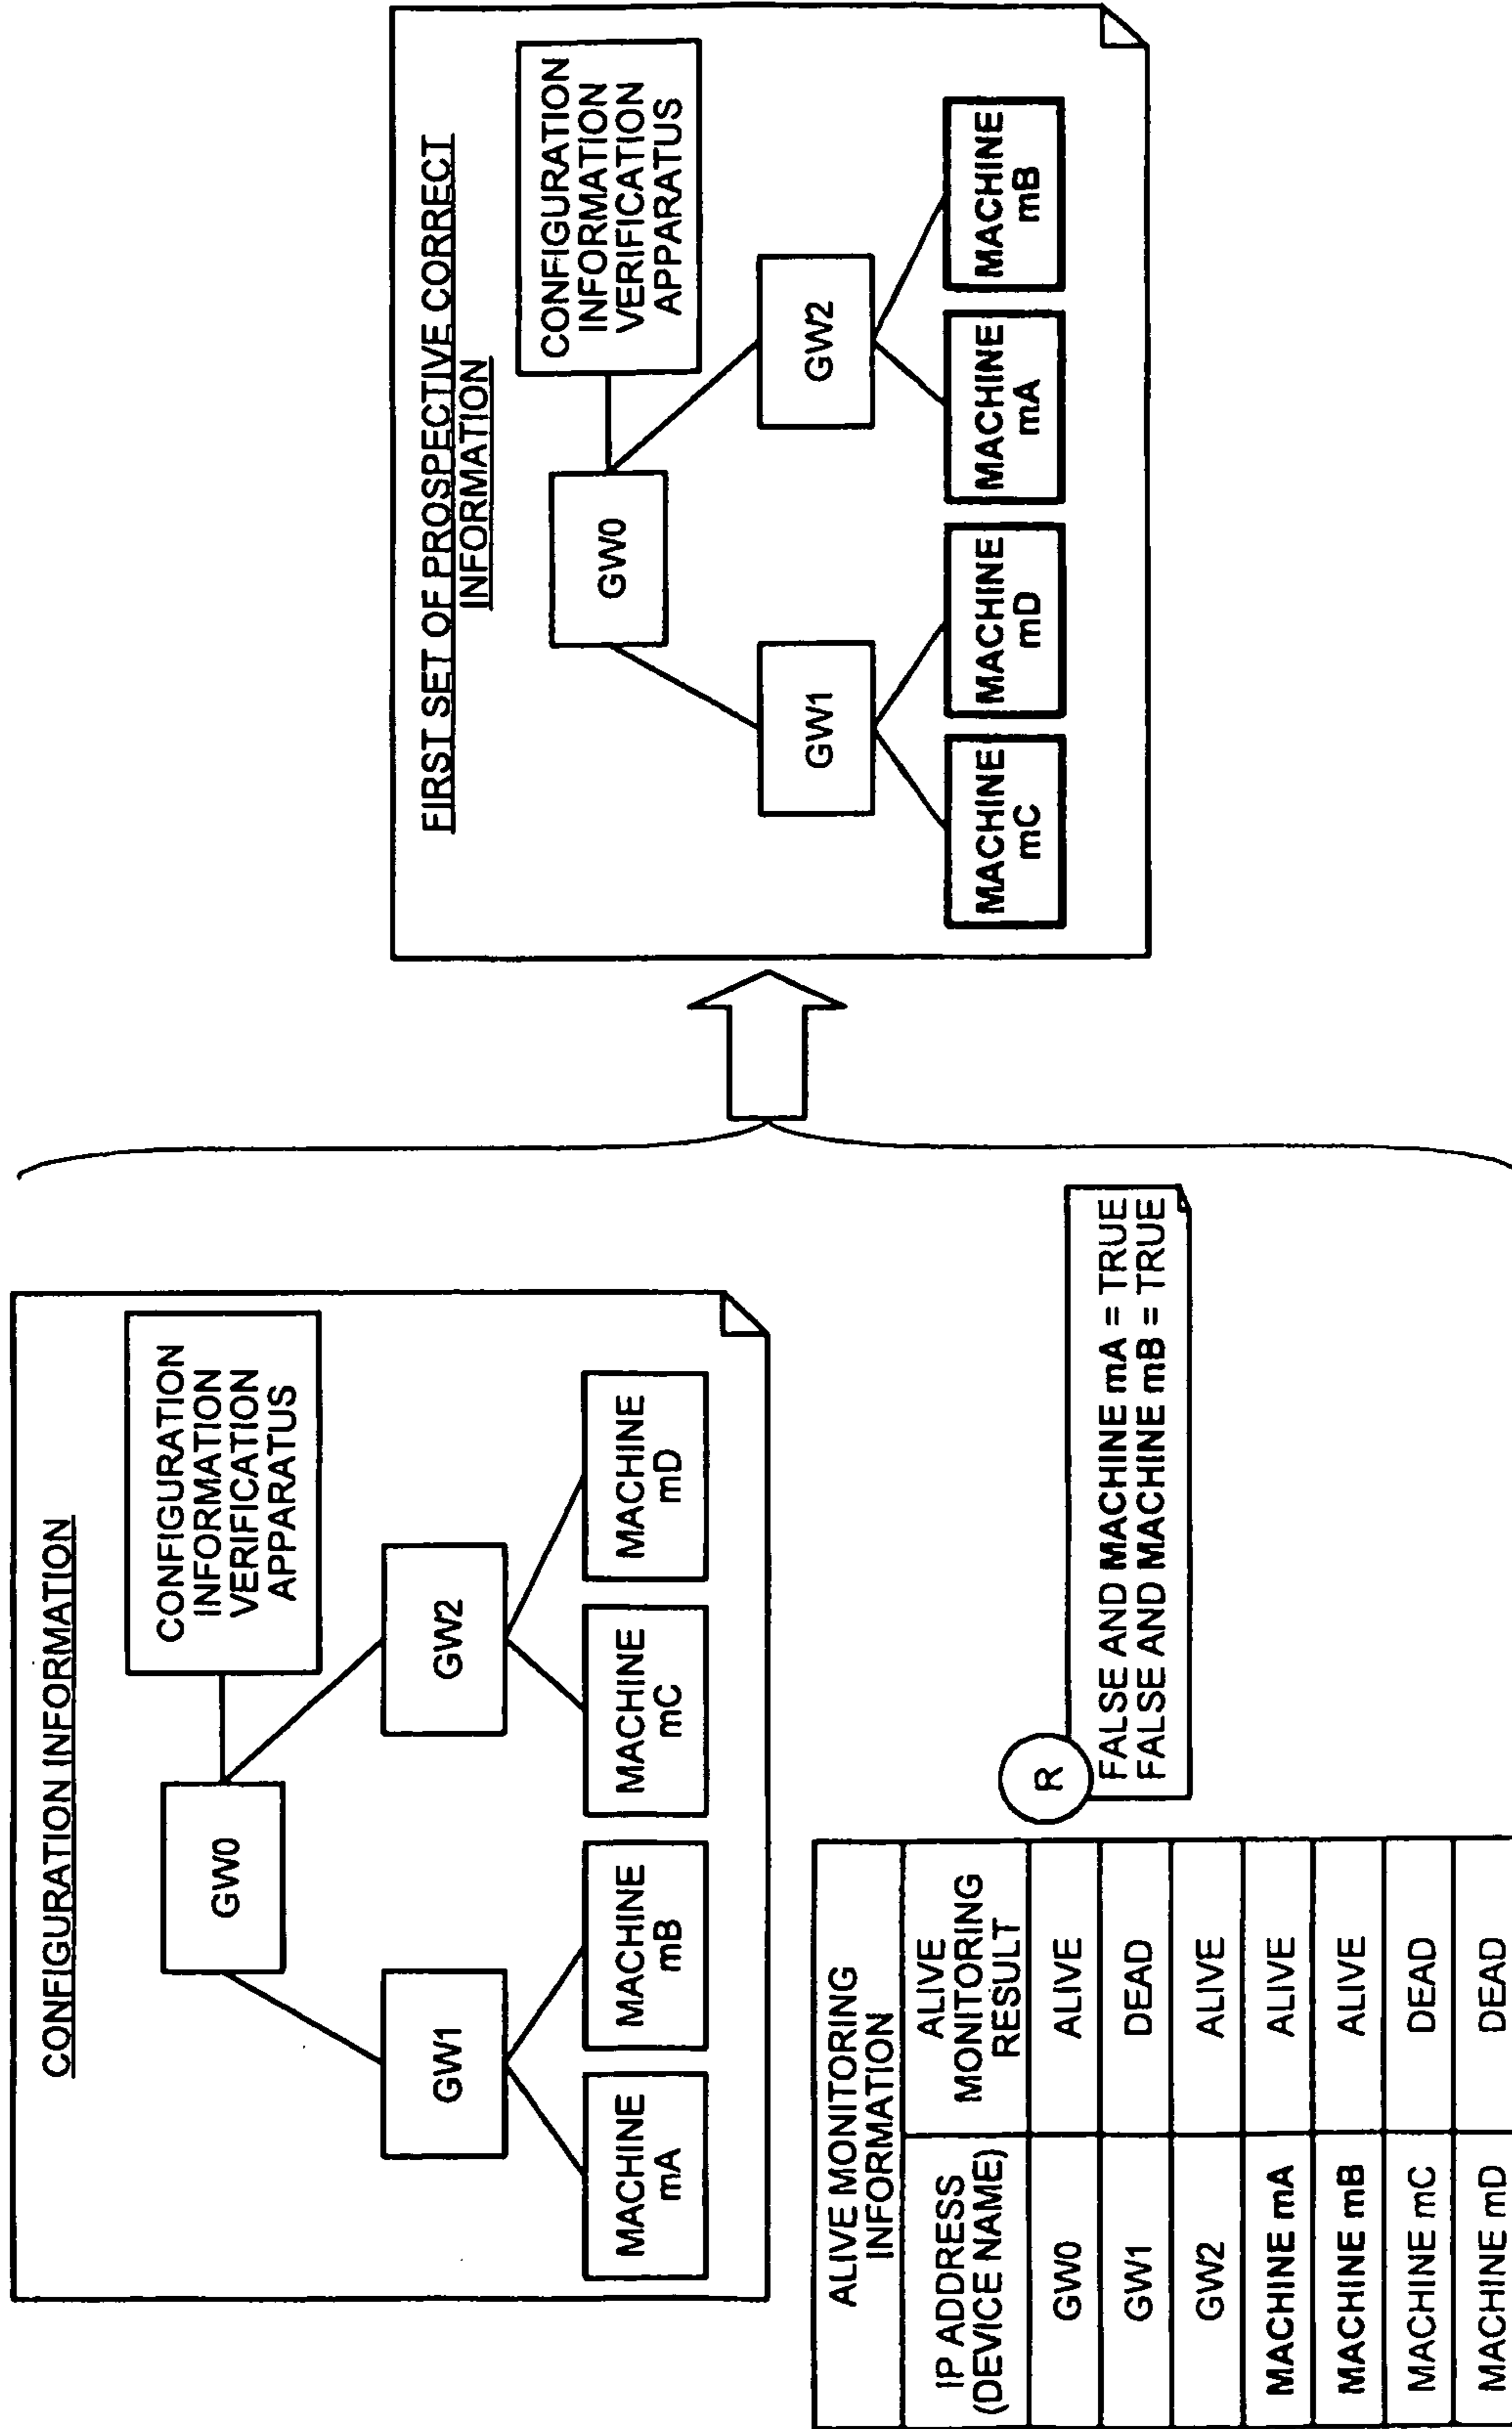 CONFIGURATION INFORMATION
CONFIGURATION
INFORMATION
VERIFICATION
APPARATUS
GW0
GW1
GW2
MACHINE
mA
MACHINE
mB
MACHINE
mC
MACHINE
mD
ALIVE MONITORING
INFORMATION
IP ADDRESS
(DEVICE NAME)
ALIVE
MONITORING
RESULT
GW0 ALIVE
GW1 DEAD
GW2 ALIVE
MACHINE mA ALIVE
MACHINE mB ALIVE
MACHINE mC DEAD
MACHINE mD DEAD
R
FALSE AND MACHINE mA = TRUE
FALSE AND MACHINE mB = TRUE
FIRST SET OF PROSPECTIVE CORRECT
INFORMATION
CONFIGURATION
INFORMATION
VERIFICATION
APPARATUS
GW0
GW1
GW2
MACHINE
mC
MACHINE
mD
MACHINE
mA
MACHINE
mB